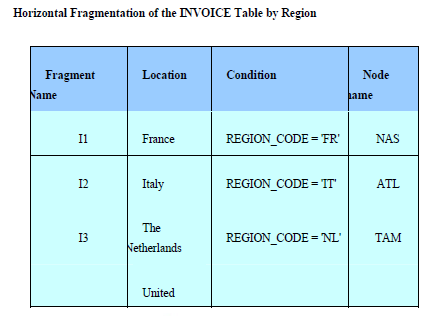 Horizontal Fragmentation of the INVOICE Table by Region
Fragment Name Location Condition Node name
I1 France REGION_CODE = 'FR' NAS
I2 Italy REGION_CODE = 'IT' ATL
I3 The Netherlands REGION_CODE = 'NL' TAM
United